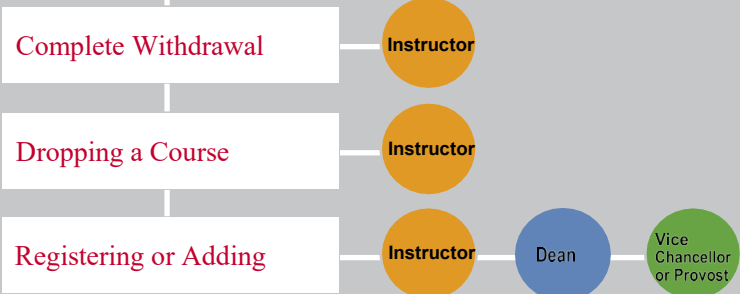 Complete Withdrawal
Instructor
Dropping a Course
Instructor
Registering or Adding
Instructor
Dean
Vice
Chancellor
or Provost